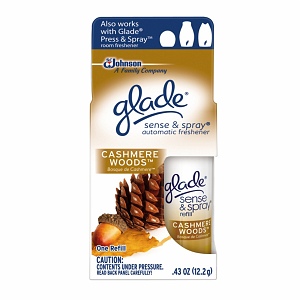 Also works
with Glade®
Press & Spray™
room freshener
SC Johnson
A Family Company
glade®
sense & spray®
automatic freshener
CASHMERE
WOODS™
Bosque de Cashmere™
glade
sense
& spray
refill
CASHMERE
WOODS™
One Refill
CAUTION:
CONTENTS UNDER PRESSURE.
READ BACK PANEL CAREFULLY!
.43 OZ (12.2g)